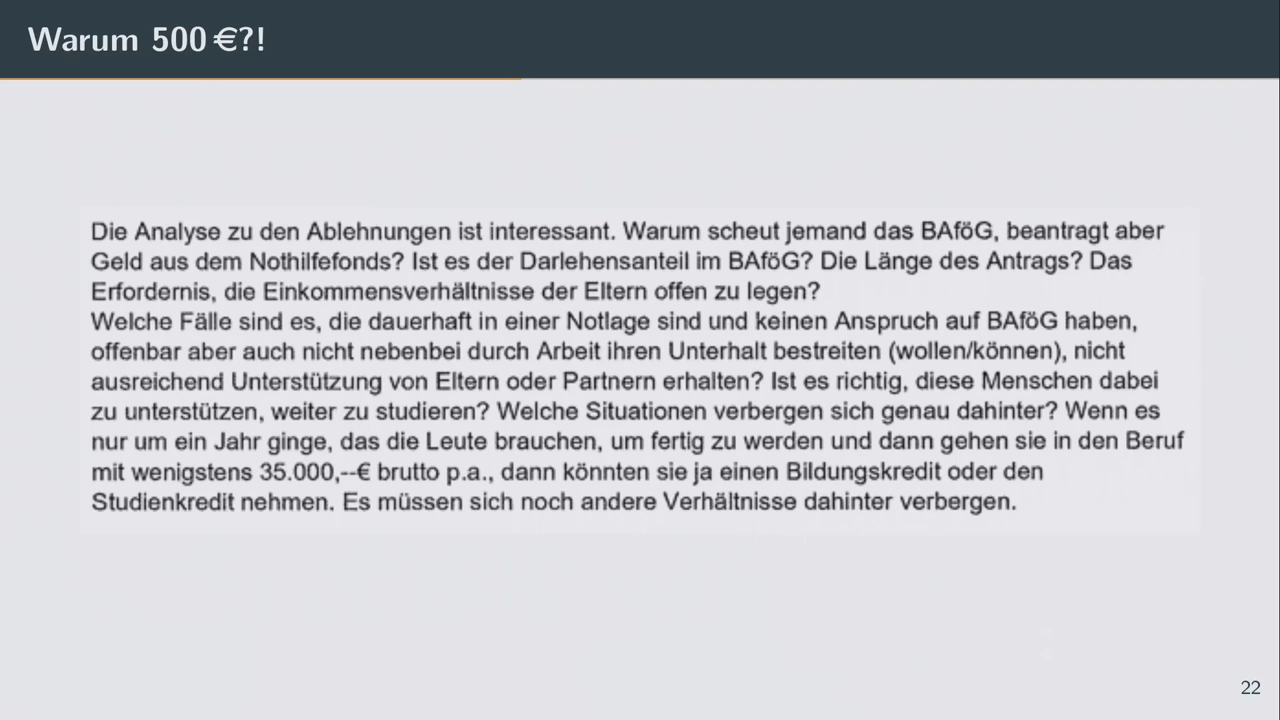 Warum 500 €?!
Die Analyse zu den Ablehnungen ist interessant. Warum scheut jemand das BAföG, beantragt aber
Geld aus dem Nothilfefonds? Ist es der Darlehensanteil im BAföG? Die Länge des Antrags? Das
Erfordernis, die Einkommensverhältnisse der Eltern offen zu legen?
Welche Fälle sind es, die dauerhaft in einer Notlage sind und keinen Anspruch auf BAföG haben,
offenbar aber auch nicht nebenbei durch Arbeit ihren Unterhalt bestreiten (wollen/können), nicht
ausreichend Unterstützung von Eltern oder Partnern erhalten? Ist es richtig, diese Menschen dabei
zu unterstützen, weiter zu studieren? Welche Situationen verbergen sich genau dahinter? Wenn es
nur um ein Jahr ginge, das die Leute brauchen, um fertig zu werden und dann gehen sie in den Beruf
mit wenigstens 35.000,--€ brutto p.a., dann könnten sie ja einen Bildungskredit oder den
Studienkredit nehmen. Es müssen sich noch andere Verhältnisse dahinter verbergen.
22